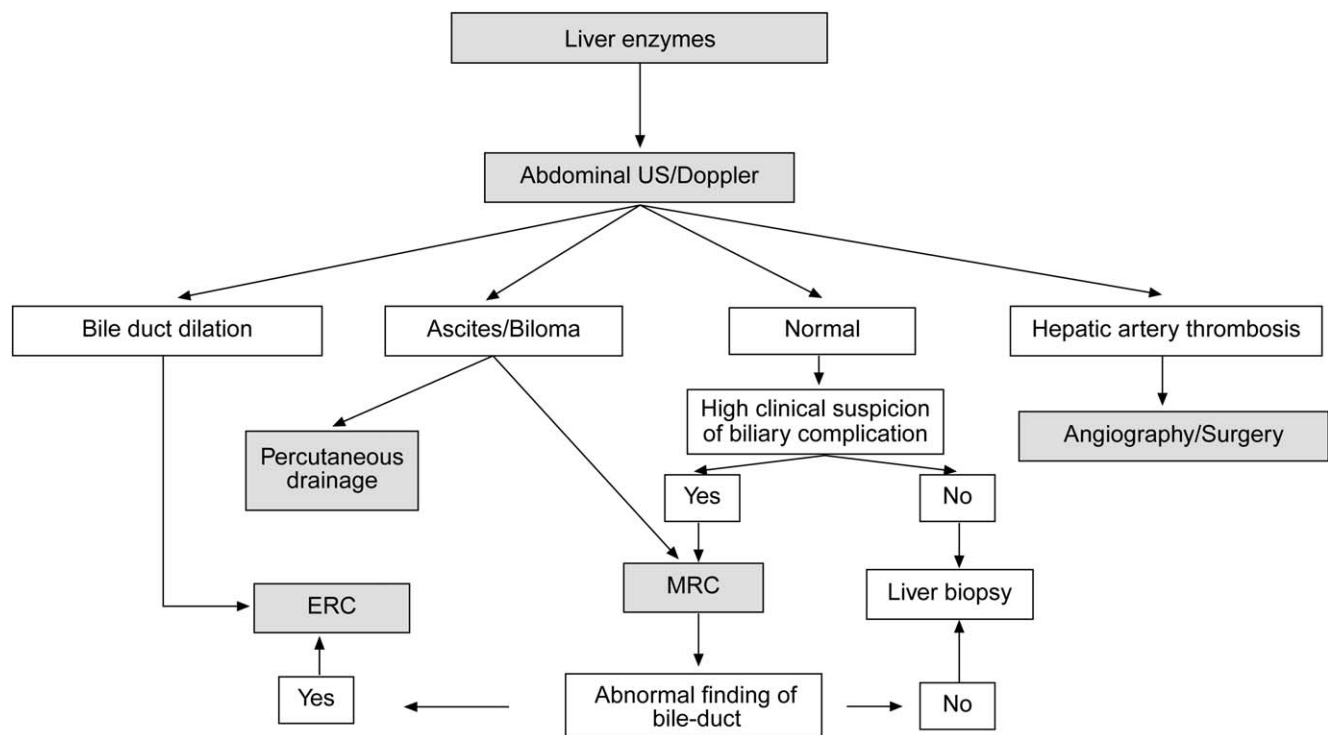 Liver enzymes
Abdominal US/Doppler
Bile duct dilation
Ascites/Biloma
Normal
Hepatic artery thrombosis
High clinical suspicion
of biliary complication
Angiography/Surgery
Percutaneous
drainage
Yes
No
MRC
Liver biopsy
ERC
Yes
Abnormal finding of
bile-duct
No